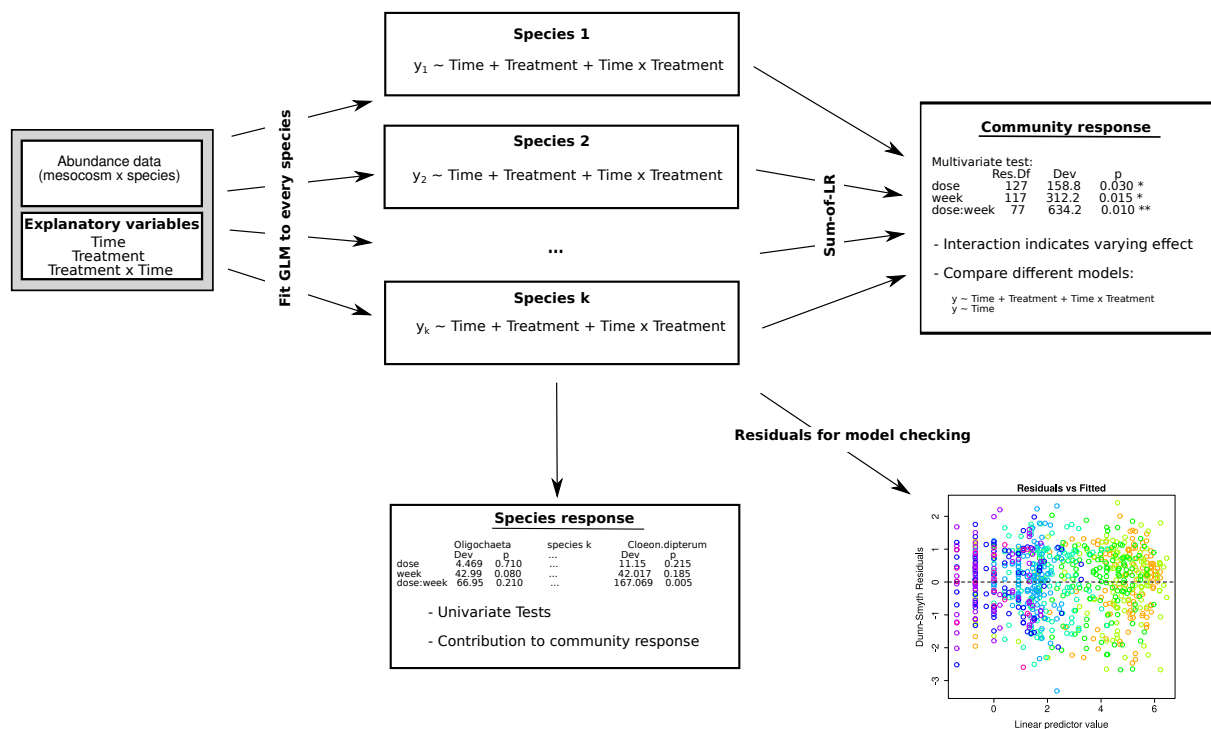 Abundance data
(mesocosm x species)
Explanatory variables
Time
Treatment
Treatment x Time
Fit GLM to every species
Species 1
y1 ~ Time + Treatment + Time x Treatment
Species 2
y2 ~ Time + Treatment + Time x Treatment
...
Species k
yk ~ Time + Treatment + Time x Treatment
Sum-of-LR
Community response
Multivariate test:
Res.Df Dev p
dose 127 158.8 0.030 *
week 117 312.2 0.015 *
dose:week 77 634.2 0.010 **
- Interaction indicates varying effect
- Compare different models:
y ~ Time + Treatment + Time x Treatment
y ~ Time
Residuals for model checking
Species response
Oligochaeta species k Cloeon.dipterum
Dev p ... Dev p
dose 4.469 0.710 ... 11.15 0.215
week 42.99 0.080 ... 42.017 0.185
dose:week 66.95 0.210 ... 167.069 0.005
- Univariate Tests
- Contribution to community response
Residuals vs Fitted
Dunn-Smyth Residuals
2
1
0
-1
-2
-3
0 2 4 6
Linear predictor value